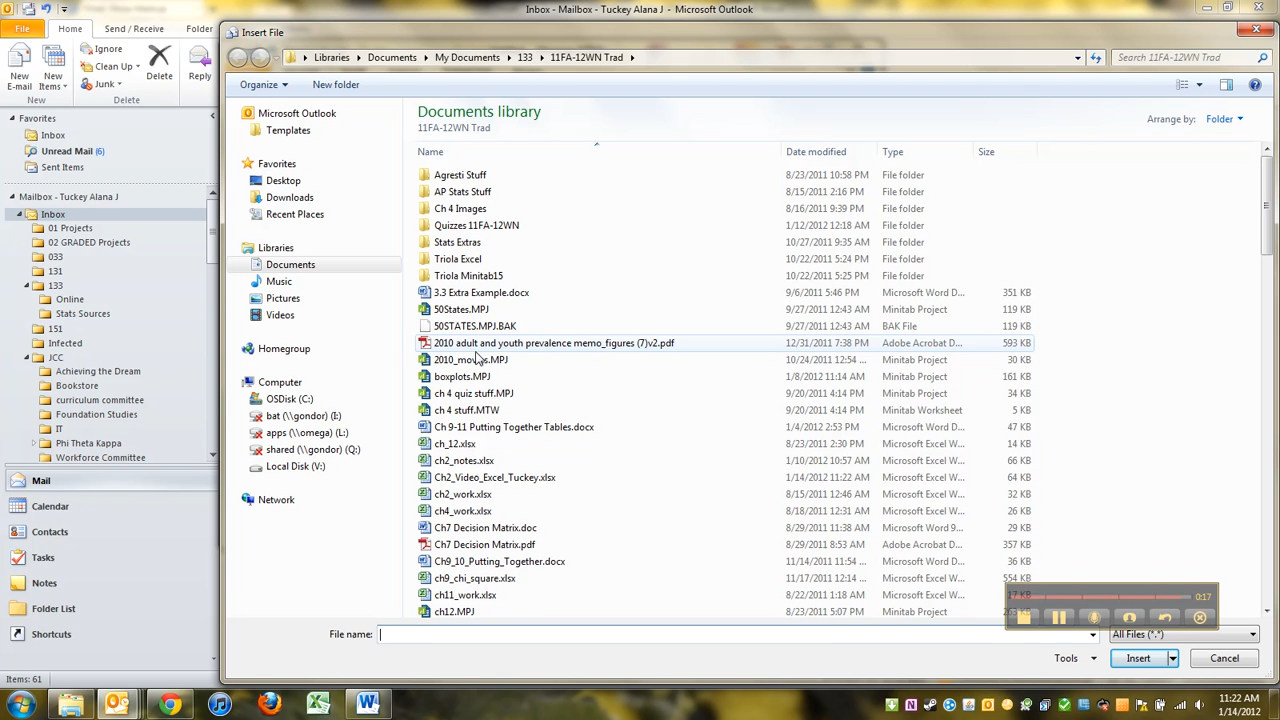 Inbox - Mailbox - Tuckey Alana J - Microsoft Outlook
File Home Send / Receive Folder
Insert File
Ignore
Clean Up
Junk
New E-mail
New Items
Delete
Reply
New Delete
Libraries Documents My Documents 133 11FA-12WN Trad
Search 11FA-12WN Trad
Organize New folder
Favorites
Inbox
Unread Mail (6)
Sent Items
Mailbox - Tuckey Alana J
Inbox
01 Projects
02 GRADED Projects
033
131
133
Online
Stats Sources
151
Infected
JCC
Achieving the Dream
Bookstore
curriculum committee
Foundation Studies
IT
Phi Theta Kappa
Workforce Committee
Mail
Calendar
Contacts
Tasks
Notes
Folder List
Shortcuts
Items: 61
Microsoft Outlook
Templates
Favorites
Desktop
Downloads
Recent Places
Libraries
Documents
Music
Pictures
Videos
Homegroup
Computer
OSDisk (C:)
bat (\\gondor) (I:)
apps (\\omega) (L:)
shared (\\gondor) (Q:)
Local Disk (V:)
Network
Documents library
11FA-12WN Trad
Arrange by: Folder
Name Date modified Type Size
Agresti Stuff 8/23/2011 10:58 PM File folder
AP Stats Stuff 8/15/2011 2:16 PM File folder
Ch 4 Images 8/16/2011 9:39 PM File folder
Quizzes 11FA-12WN 1/12/2012 12:18 AM File folder
Stats Extras 10/27/2011 9:35 AM File folder
Triola Excel 10/22/2011 5:24 PM File folder
Triola Minitab15 10/22/2011 5:25 PM File folder
3.3 Extra Example.docx 9/6/2011 5:46 PM Microsoft Word D... 351 KB
50States.MPJ 9/27/2011 12:43 AM Minitab Project 119 KB
50STATES.MPJ.BAK 9/27/2011 12:43 AM BAK File 119 KB
2010 adult and youth prevalence memo_figures (7)v2.pdf 12/31/2011 7:38 PM Adobe Acrobat D... 593 KB
2010_movies.MPJ 10/24/2011 12:54 ... Minitab Project 30 KB
boxplots.MPJ 1/8/2012 11:14 PM Minitab Project 161 KB
ch 4 quiz stuff.MPJ 9/20/2011 4:14 PM Minitab Project 34 KB
ch 4 stuff.MTW 9/20/2011 4:14 PM Minitab Worksheet 5 KB
Ch 9-11 Putting Together Tables.docx 1/4/2012 2:53 PM Microsoft Word D... 47 KB
ch_12.xlsx 8/23/2011 2:30 PM Microsoft Excel W... 14 KB
ch2_notes.xlsx 1/10/2012 10:57 AM Microsoft Excel W... 66 KB
Ch2_Video_Excel_Tuckey.xlsx 1/14/2012 11:22 AM Microsoft Excel W... 64 KB
ch2_work.xlsx 8/15/2011 12:46 AM Microsoft Excel W... 32 KB
ch4_work.xlsx 8/18/2011 12:31 AM Microsoft Excel W... 26 KB
Ch7 Decision Matrix.doc 8/29/2011 11:38 AM Microsoft Word 9... 29 KB
Ch7 Decision Matrix.pdf 8/29/2011 8:53 AM Adobe Acrobat D... 357 KB
Ch9_10_Putting_Together.docx 11/14/2011 11:54 ... Microsoft Word D... 36 KB
ch9_chi_square.xlsx 11/17/2011 12:14 ... Microsoft Excel W... 554 KB
ch11_work.xlsx 8/22/2011 1:18 AM Microsoft Excel W... 17 KB
ch12.MPJ 8/23/2011 5:07 PM Minitab Project
0:17
File name: All Files (*.*)
Tools Insert Cancel
11:22 AM
1/14/2012